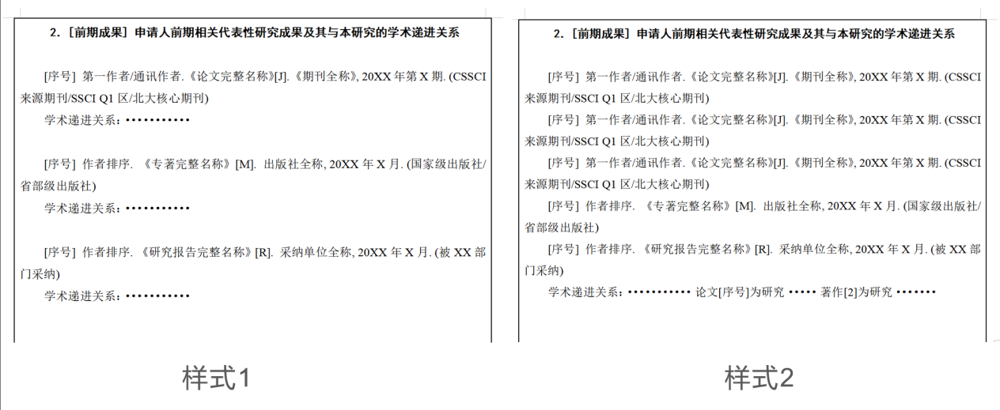 2.［前期成果］申请人前期相关代表性研究成果及其与本研究的学术递进关系
[序号] 第一作者/通讯作者.《论文完整名称》[J].《期刊全称》, 20XX 年第 X 期. (CSSCI
来源期刊/SSCI Q1 区/北大核心期刊)
学术递进关系：···········
[序号] 作者排序. 《专著完整名称》[M]. 出版社全称, 20XX 年 X 月. (国家级出版社/
省部级出版社)
学术递进关系：···········
[序号] 作者排序.《研究报告完整名称》[R]. 采纳单位全称, 20XX 年 X 月. (被 XX 部
门采纳)
学术递进关系：···········
样式1
2.［前期成果］申请人前期相关代表性研究成果及其与本研究的学术递进关系
[序号] 第一作者/通讯作者.《论文完整名称》[J].《期刊全称》, 20XX 年第 X 期. (CSSCI
来源期刊/SSCI Q1 区/北大核心期刊)
[序号] 第一作者/通讯作者.《论文完整名称》[J].《期刊全称》, 20XX 年第 X 期. (CSSCI
来源期刊/SSCI Q1 区/北大核心期刊)
[序号] 第一作者/通讯作者.《论文完整名称》[J].《期刊全称》, 20XX 年第 X 期. (CSSCI
来源期刊/SSCI Q1 区/北大核心期刊)
[序号] 作者排序. 《专著完整名称》[M]. 出版社全称, 20XX 年 X 月. (国家级出版社/
省部级出版社)
[序号] 作者排序.《研究报告完整名称》[R]. 采纳单位全称, 20XX 年 X 月. (被 XX 部
门采纳)
学术递进关系：··········· 论文[序号]为研究 ····· 著作[2]为研究 ·······
样式2